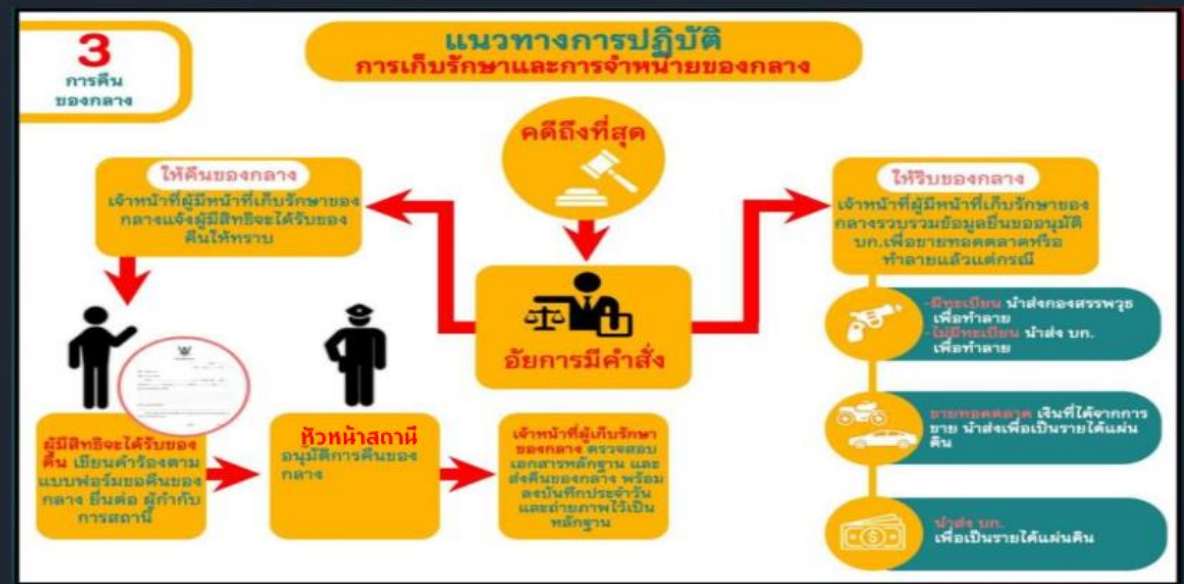 3
การคืน
ของกลาง
แนวทางการปฏิบัติ
การเก็บรักษาและการจำหน่ายของกลาง
คดีถึงที่สุด
ให้คืนของกลาง
เจ้าหน้าที่ผู้มีหน้าที่เก็บรักษาของ
กลางแจ้งผู้มีสิทธิจะได้รับของ
คืนให้ทราบ
อัยการมีคำสั่ง
ให้ริบของกลาง
เจ้าหน้าที่ผู้มีหน้าที่เก็บรักษาของ
กลางรวบรวมข้อมูลยื่นขออนุมัติ
บก.เพื่อขายทอดตลาดหรือ
ทำลายแล้วแต่กรณี
ผู้มีสิทธิจะได้รับของ
คืน เขียนคำร้องตาม
แบบฟอร์มขอคืนของ
กลาง ยื่นต่อ ผู้กำกับ
การสถานี
หัวหน้าสถานี
อนุมัติการคืนของ
กลาง
เจ้าหน้าที่ผู้เก็บรักษา
ของกลาง ตรวจสอบ
เอกสารหลักฐาน และ
ส่งคืนของกลาง พร้อม
ลงบันทึกประจำวัน
และถ่ายภาพไว้เป็น
หลักฐาน
-มีทะเบียน นำส่งกองสรรพวุธ
เพื่อทำลาย
-ไม่มีทะเบียน นำส่ง บก.
เพื่อทำลาย
ขายทอดตลาด เงินที่ได้จากการ
ขาย นำส่งเพื่อเป็นรายได้แผ่น
ดิน
นำส่ง บก.
เพื่อเป็นรายได้แผ่นดิน